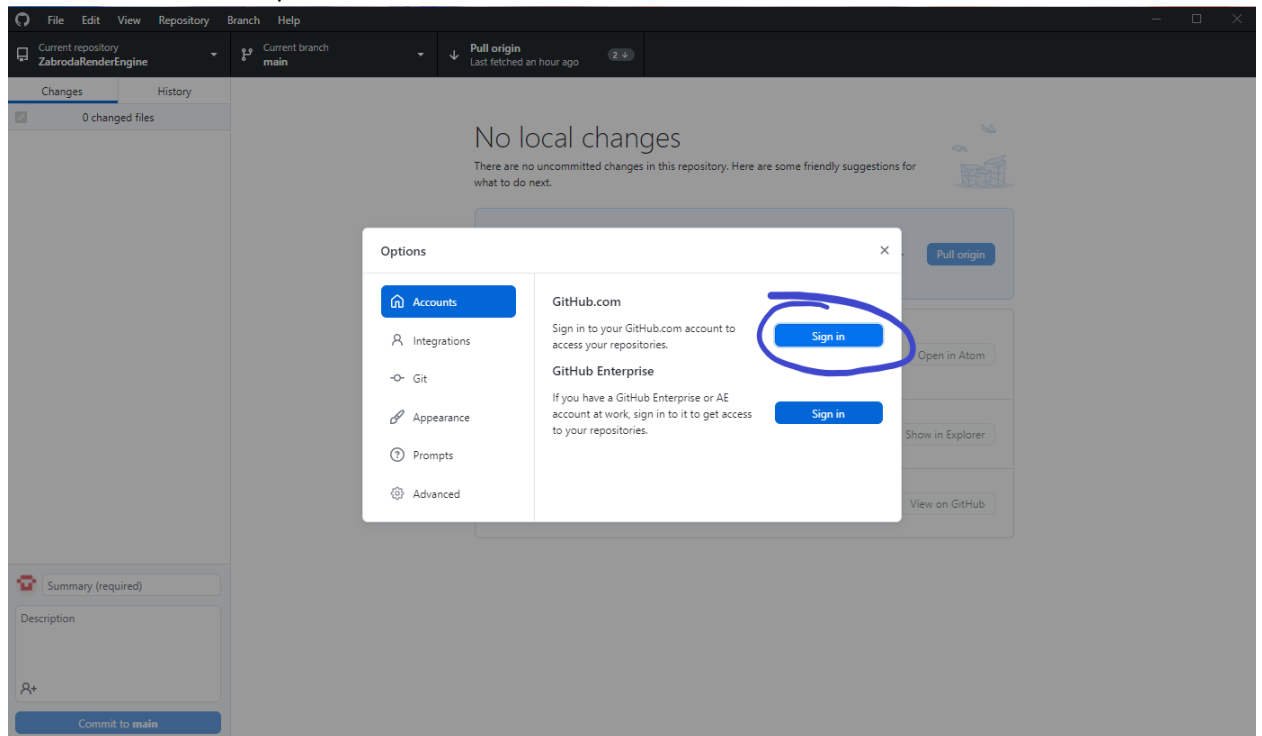 File Edit View Repository Branch Help
Current repository
ZabrodaRenderEngine
Current branch
main
Pull origin
Last fetched an hour ago
2
Changes History
0 changed files
No local changes
There are no uncommitted changes in this repository. Here are some friendly suggestions for
what to do next.
Pull origin
Options
Accounts
Integrations
Git
Appearance
Prompts
Advanced
GitHub.com
Sign in to your GitHub.com account to
access your repositories.
Sign in
GitHub Enterprise
If you have a GitHub Enterprise or AE
account at work, sign in to it to get access
to your repositories.
Sign in
Open in Atom
Show in Explorer
View on GitHub
Summary (required)
Description
Commit to main